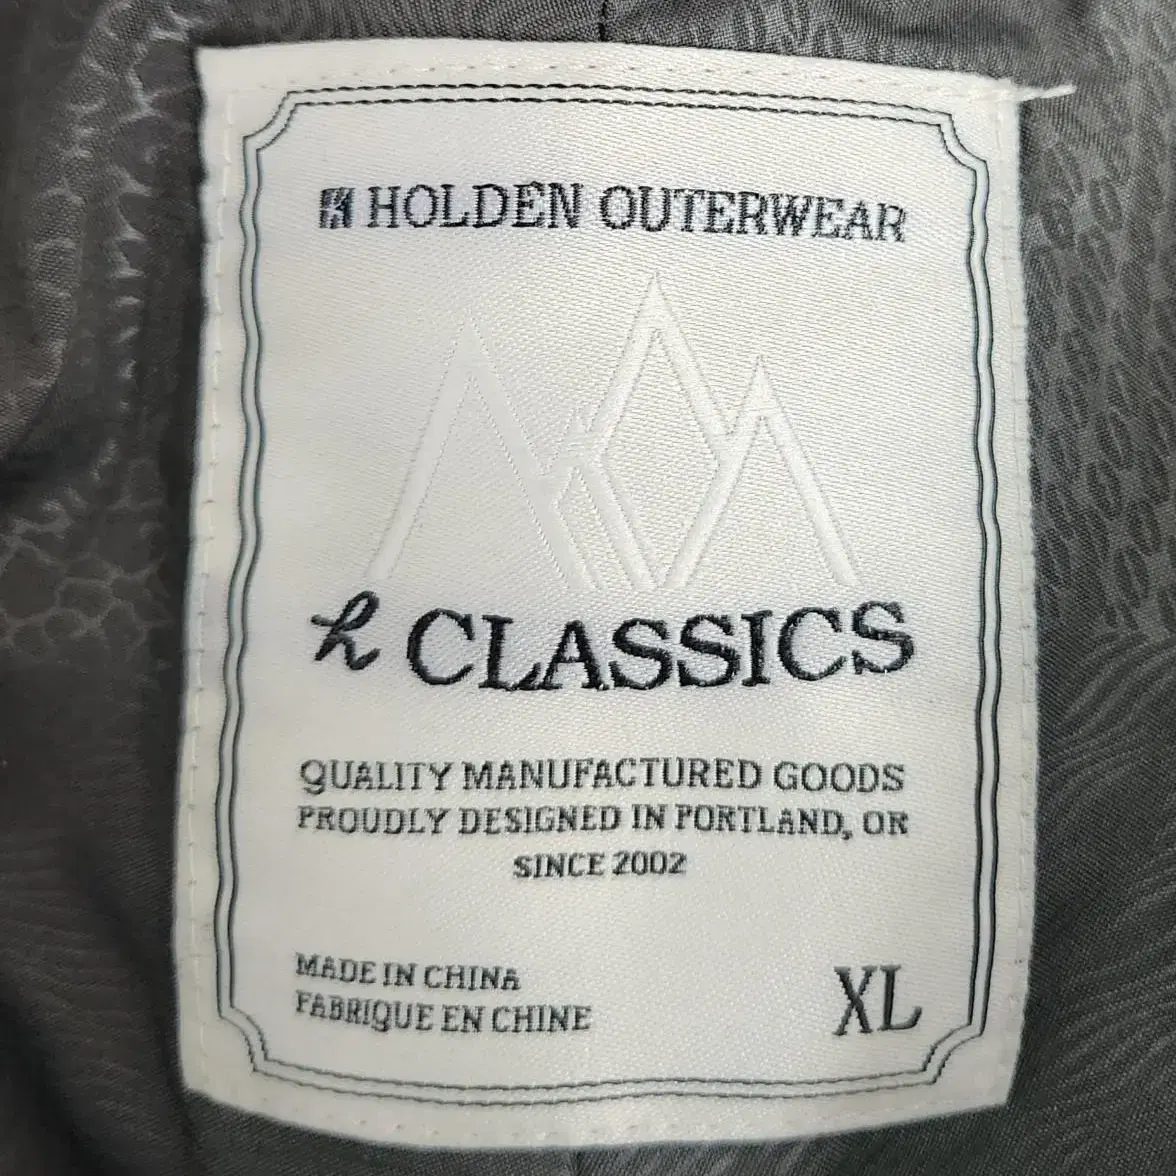 HOLDEN OUTERWEAR
h CLASSICS
QUALITY MANUFACTURED GOODS
PROUDLY DESIGNED IN PORTLAND, OR
SINCE 2002
MADE IN CHINA
FABRIQUE EN CHINE
XL